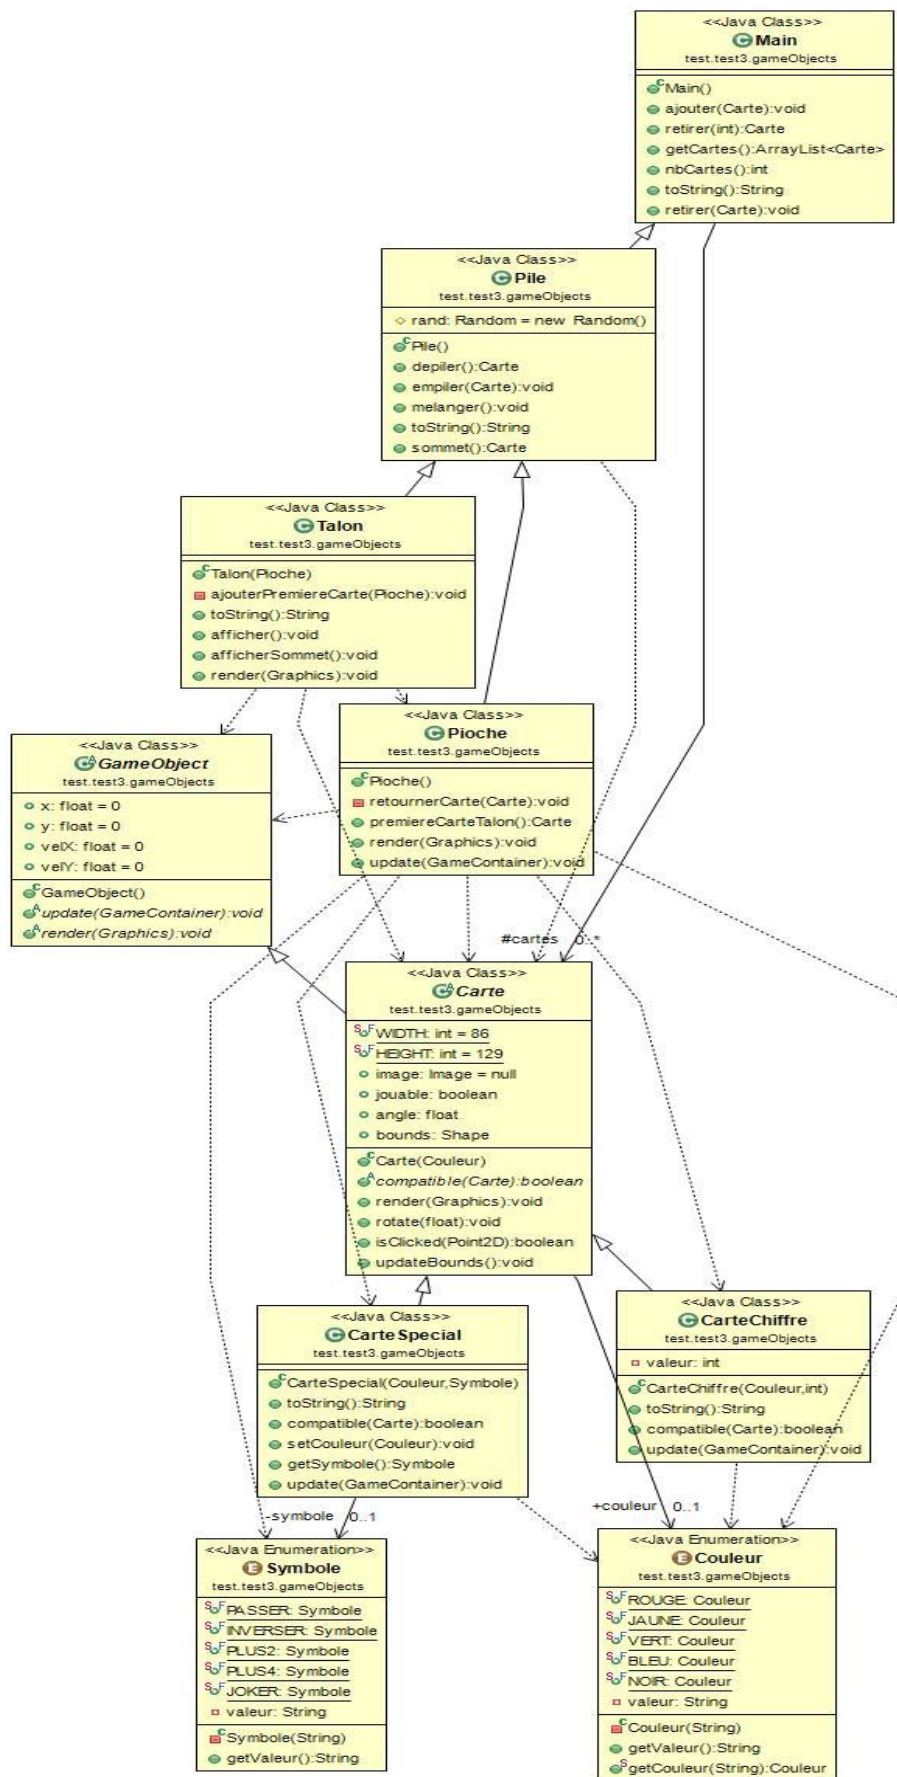 <<Java Class>>
Main
test.test3.gameObjects
Main()
ajouter(Carte):void
retirer(int):Carte
getCartes():ArrayList<Carte>
nbCartes():int
toString():String
retirer(Carte):void
<<Java Class>>
Pile
test.test3.gameObjects
rand: Random = new Random()
Pile()
depiler():Carte
empiler(Carte):void
melanger():void
toString():String
sommet():Carte
<<Java Class>>
Talon
test.test3.gameObjects
Talon(Pioche)
ajouterPremiereCarte(Pioche):void
toString():String
afficher():void
afficherSommet():void
render(Graphics):void
<<Java Class>>
Pioche
test.test3.gameObjects
Pioche()
retournerCarte(Carte):void
premiereCarteTalon():Carte
render(Graphics):void
update(GameContainer):void
<<Java Class>>
GameObject
test.test3.gameObjects
x: float = 0
y: float = 0
velX: float = 0
velY: float = 0
GameObject()
update(GameContainer):void
render(Graphics):void
#cartes 0..*
<<Java Class>>
Carte
test.test3.gameObjects
WIDTH: int = 86
HEIGHT: int = 129
image: Image = null
jouable: boolean
angle: float
bounds: Shape
Carte(Couleur)
compatible(Carte):boolean
render(Graphics):void
rotate(float):void
isClicked(Point2D):boolean
updateBounds():void
<<Java Class>>
CarteSpecial
test.test3.gameObjects
CarteSpecial(Couleur,Symbole)
toString():String
compatible(Carte):boolean
setCouleur(Couleur):void
getSymbole():Symbole
update(GameContainer):void
<<Java Class>>
CarteChiffre
test.test3.gameObjects
valeur: int
CarteChiffre(Couleur,int)
toString():String
compatible(Carte):boolean
update(GameContainer):void
-symbole 0..1
+couleur 0..1
<<Java Enumeration>>
Symbole
test.test3.gameObjects
PASSER: Symbole
INVERSER: Symbole
PLUS2: Symbole
PLUS4: Symbole
JOKER: Symbole
valeur: String
Symbole(String)
getValeur():String
<<Java Enumeration>>
Couleur
test.test3.gameObjects
ROUGE: Couleur
JAUNE: Couleur
VERT: Couleur
BLEU: Couleur
NOIR: Couleur
valeur: String
Couleur(String)
getValeur():String
getCouleur(String):Couleur